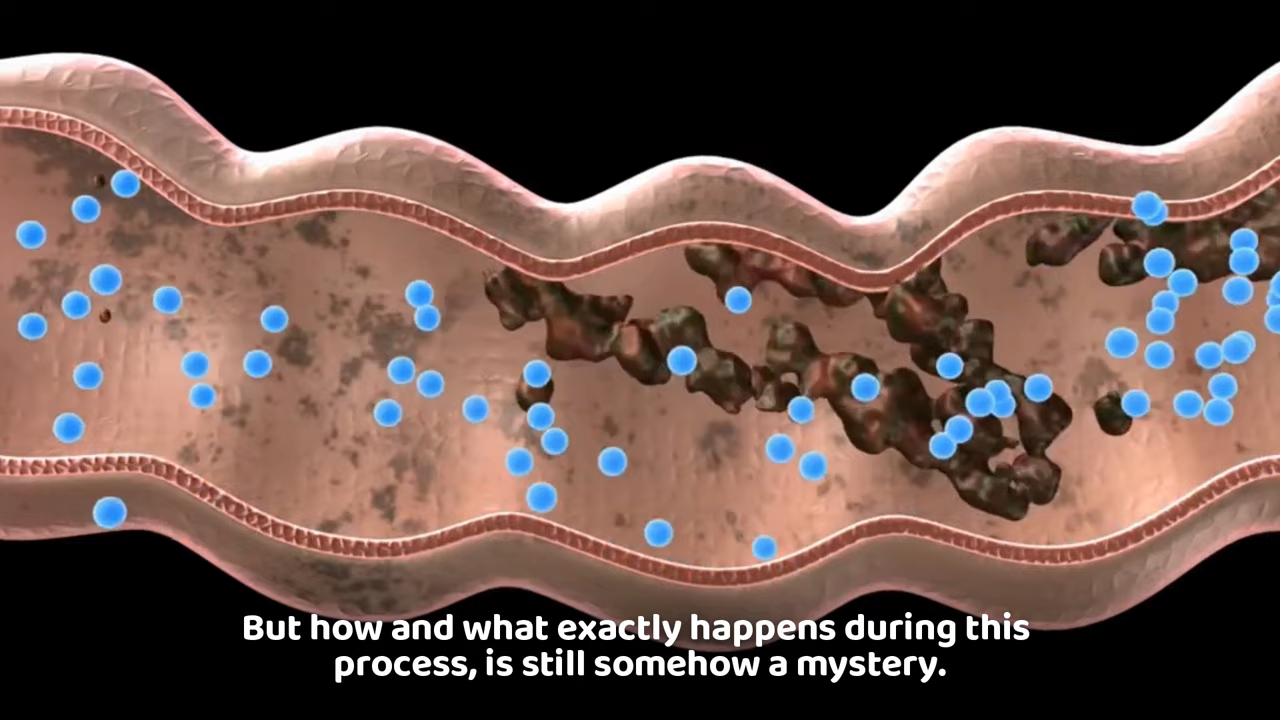 But how and what exactly happens during this
process, is still somehow a mystery.